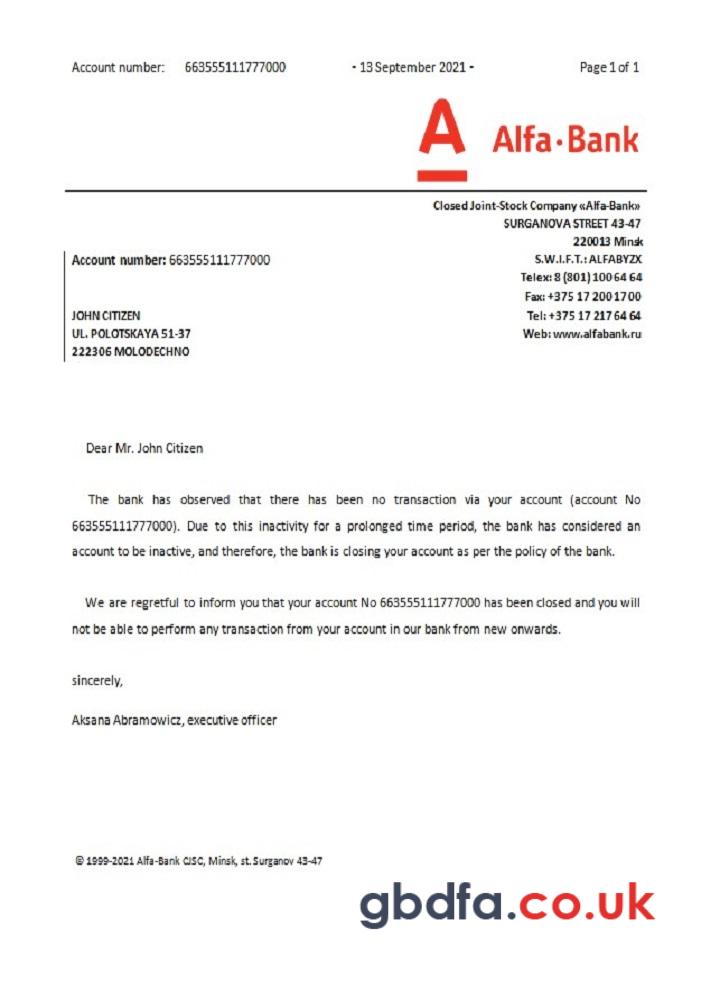 Account number: 663555111777000 - 13 September 2021 - Page 1 of 1
A Alfa·Bank
Closed Joint-Stock Company «Alfa-Bank»
SURGANOVA STREET 43-47
220013 Minsk
Account number: 663555111777000
S.W.I.F.T.: ALFABYZX
Telex: 8 (801) 100 64 64
Fax: +375 17 200 17 00
JOHN CITIZEN
Tel: +375 17 217 64 64
UL. POLOTSKAYA 51-37
Web: www.alfabank.ru
222306 MOLODECHNO
Dear Mr. John Citizen
The bank has observed that there has been no transaction via your account (account No
663555111777000). Due to this inactivity for a prolonged time period, the bank has considered an
account to be inactive, and therefore, the bank is closing your account as per the policy of the bank.
We are regretful to inform you that your account No 663555111777000 has been closed and you will
not be able to perform any transaction from your account in our bank from new onwards.
sincerely,
Aksana Abramowicz, executive officer
© 1999-2021 Alfa-Bank CJSC, Minsk, st. Surganov 43-47
gbdfa.co.uk